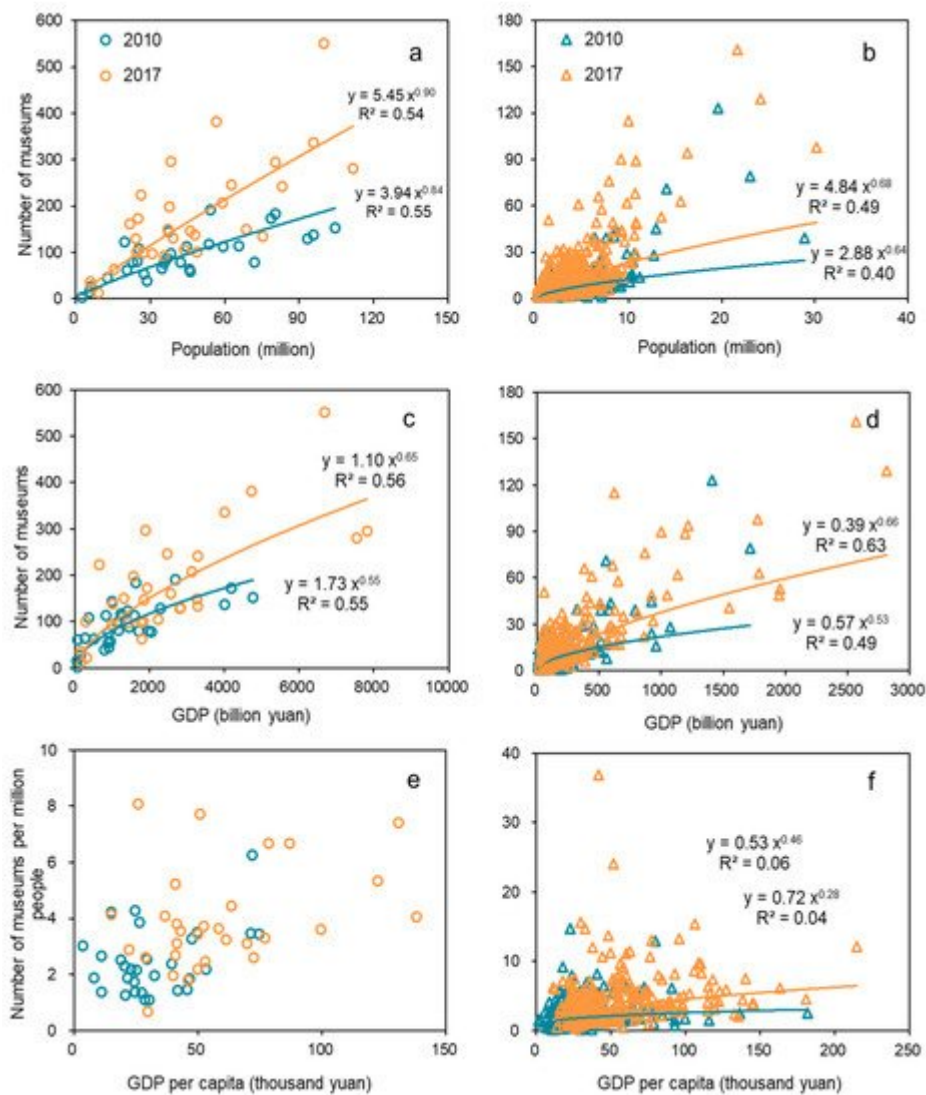 600
500
400
300
200
100
0
Number of museums
2010
2017
a
y = 5.45 x^0.90
R² = 0.54
y = 3.94 x^0.84
R² = 0.55
0 30 60 90 120 150
Population (million)
180
150
120
90
60
30
0
2010
2017
b
y = 4.84 x^0.68
R² = 0.49
y = 2.88 x^0.64
R² = 0.40
0 10 20 30 40
Population (million)
600
500
400
300
200
100
0
Number of museums
c
y = 1.10 x^0.65
R² = 0.56
y = 1.73 x^0.55
R² = 0.55
0 2000 4000 6000 8000 10000
GDP (billion yuan)
180
150
120
90
60
30
0
d
y = 0.39 x^0.66
R² = 0.63
y = 0.57 x^0.53
R² = 0.49
0 500 1000 1500 2000 2500 3000
GDP (billion yuan)
10
8
6
4
2
0
Number of museums per million
people
e
0 50 100 150
GDP per capita (thousand yuan)
40
30
20
10
0
f
y = 0.53 x^0.46
R² = 0.06
y = 0.72 x^0.28
R² = 0.04
0 50 100 150 200 250
GDP per capita (thousand yuan)